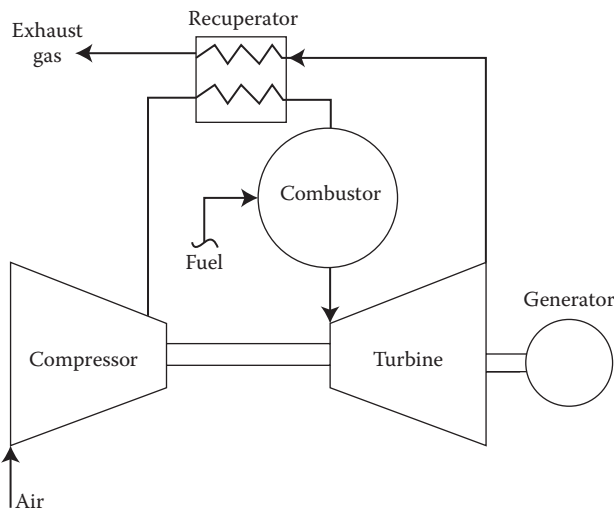 Recuperator
Exhaust
gas
Combustor
Fuel
Generator
Compressor
Turbine
Air